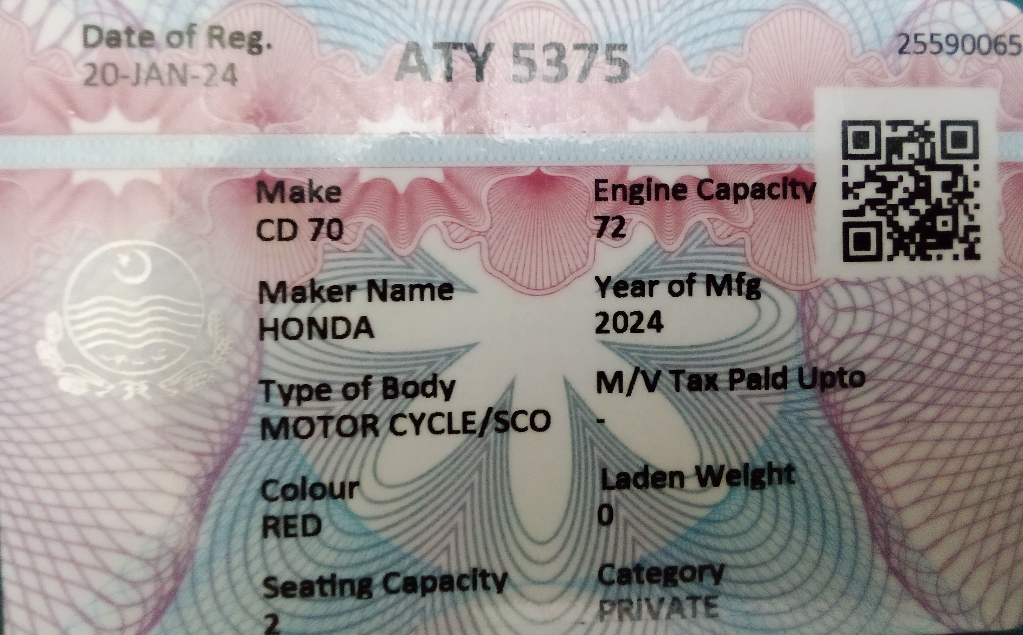 Date of Reg.
20-JAN-24
ATY 5375
25590065
Make
CD 70
Engine Capacity
72
Maker Name
HONDA
Year of Mfg
2024
Type of Body
MOTOR CYCLE/SCO
M/V Tax Paid Upto
-
Colour
RED
Laden Weight
0
Seating Capacity
2
Category
PRIVATE